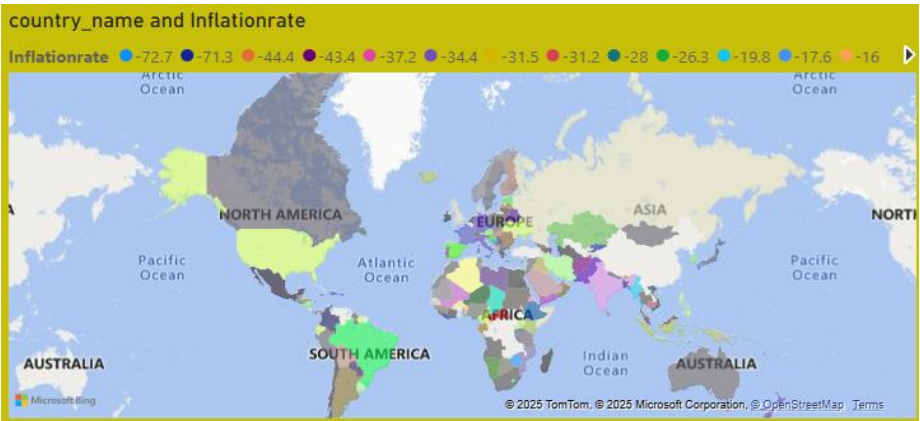 country_name and Inflationrate
Inflationrate -72.7 -71.3 -44.4 -43.4 -37.2 -34.4 -31.5 -31.2 -28 -26.3 -19.8 -17.6 -16
Arctic
Ocean
Arctic
Ocean
NORTH AMERICA
EUROPE
ASIA
NORTH
Pacific
Ocean
Atlantic
Ocean
Pacific
Ocean
AFRICA
SOUTH AMERICA
Indian
Ocean
AUSTRALIA
AUSTRALIA
Microsoft Bing
© 2025 TomTom, © 2025 Microsoft Corporation, © OpenStreetMap Terms